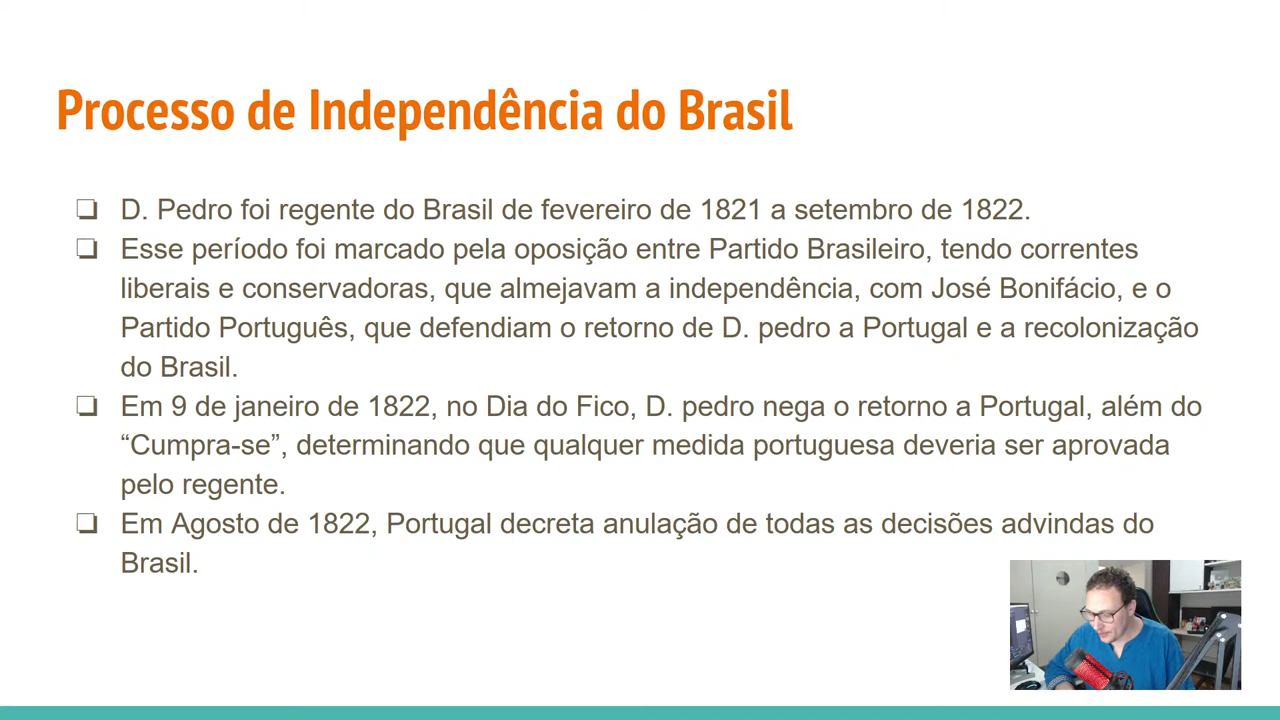 Processo de Independência do Brasil
❏ D. Pedro foi regente do Brasil de fevereiro de 1821 a setembro de 1822.
❏ Esse período foi marcado pela oposição entre Partido Brasileiro, tendo correntes
liberais e conservadoras, que almejavam a independência, com José Bonifácio, e o
Partido Português, que defendiam o retorno de D. pedro a Portugal e a recolonização
do Brasil.
❏ Em 9 de janeiro de 1822, no Dia do Fico, D. pedro nega o retorno a Portugal, além do
“Cumpra-se”, determinando que qualquer medida portuguesa deveria ser aprovada
pelo regente.
❏ Em Agosto de 1822, Portugal decreta anulação de todas as decisões advindas do
Brasil.